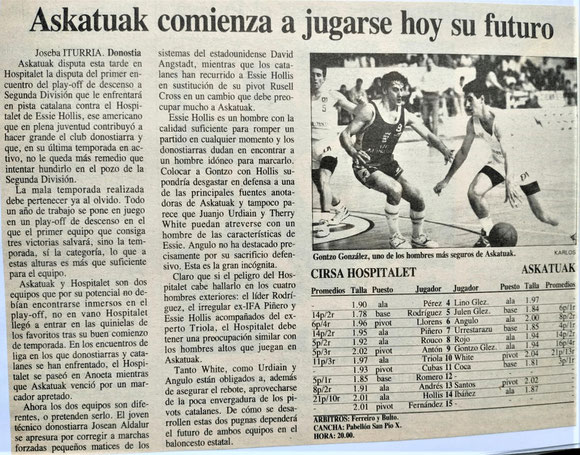 Askatuak comienza a jugarse hoy su futuro
Joseba ITURRIA. Donostia
Askatuak disputa esta tarde en
Hospitalet la disputa del primer en-
cuentro del play-off de descenso a
Segunda División que le enfrentará
en pista catalana contra el Hospi-
talet de Essie Hollis, ese americano
que en plena juventud contribuyó a
hacer grande el club donostiarra y
que, en su última temporada en ac-
tivo, no le queda más remedio que
intentar hundirlo en el pozo de la
Segunda División.
La mala temporada realizada
debe pertenecer ya al olvido. Todo
un año de trabajo se pone en juego
en un play-off de descenso en el
que el primer equipo que consiga
tres victorias salvará, sino la tem-
porada, sí la categoría, lo que a
estas alturas es más que suficiente
para el equipo.
Askatuak y Hospitalet son dos
equipos que por su potencial no de-
bían encontrarse inmersos en el
play-off, no en vano Hospitalet
llegó a entrar en las quinielas de
los favoritos tras su buen comienzo
de temporada. En los encuentros de
la liga en los que donostiarras y cata-
lanes se han enfrentado, el Hospi-
talet se paseó en Anoeta mientras
que Askatuak venció por un mar-
cador apretado.
Ahora los dos equipos son diferen-
tes, o pretenden serlo. El joven
técnico donostiarra Josean Aldalur
se apresura por corregir a marchas
forzadas pequeños matices de los
sistemas del estadounidense David
Angstadt, mientras que los cata-
lanes han recurrido a Essie Hollis
en sustitución de su pivot Rusell
Cross en un cambio que debe preo-
cupar mucho a Askatuak.
Essie Hollis es un hombre con la
calidad suficiente para romper un
partido en cualquier momento y los
donostiarras dudan en encontrar a
un hombre idóneo para marcarlo.
Colocar a Gontzo con Hollis su-
pondría desgastar en defensa a una
de las principales fuentes anota-
doras de Askatuak y tampoco pa-
rece que Juanjo Urdiain y Therry
White puedan atreverse con un
hombre de las características de
Essie. Angulo no ha destacado pre-
cisamente por su sacrificio defen-
sivo. Esta es la gran incógnita.
Claro que si el peligro del Hospi-
talet cabe hallarlo en los cuatro
hombres exteriores: el líder Rodrí-
guez, el irregular ex-IFA Piñero y
Essie Hollis acompañados del ex-
perto Triola, el Hospitalet debe
tener una preocupación similar con
los hombres altos que juegan en
Askatuak.
Tanto White, como Urdiain y
Angulo están obligados a, además
de asegurar el rebote, aprovecharse
de la poca envergadura de los pi-
vots catalanes. De cómo se desarro-
llen estas dos pugnas dependerá
el futuro de ambos equipos en el
baloncesto estatal.
KARLOS
Gontzo González, uno de los hombres más seguros de Askatuak.
CIRSA HOSPITALET ASKATUAK
Promedios Talla Puesto Jugador Jugador Puesto Talla Promedios
1.90 ala Pérez 4 Lino Glez. ala 1.97
14p/2r 1.78 base Rodríguez 5 Julen Glez. base 1.84
6p/4r 1.96 pivot Llorens 6 Angulo ala
14p/2r 1.95 ala Piñero 7 Urrestarazu base 1.85
5p/2r 1.92 ala Rouco 8 Rojo ala 1.94
5p/3r 2.02 pivot Antón 9 Gontzo Glez. ala
11p/3r 1.97 ala Triola 10 White pivot 2.04 21p/13r
1.93 pivot Cubas 11 Coca base 1.81
5p/1r 1.85 base Romero 12
8p/2r 1.91 ala Andrés 13 Santos pivot 2.02
21p/10r 2.01 ala Hollis 14 Ibáñez ala 1.87
2.01 pivot Fernández 15
ARBITROS: Ferreiro y Bulto.
CANCHA: Pabellón San Pío X.
HORA: 20.00.